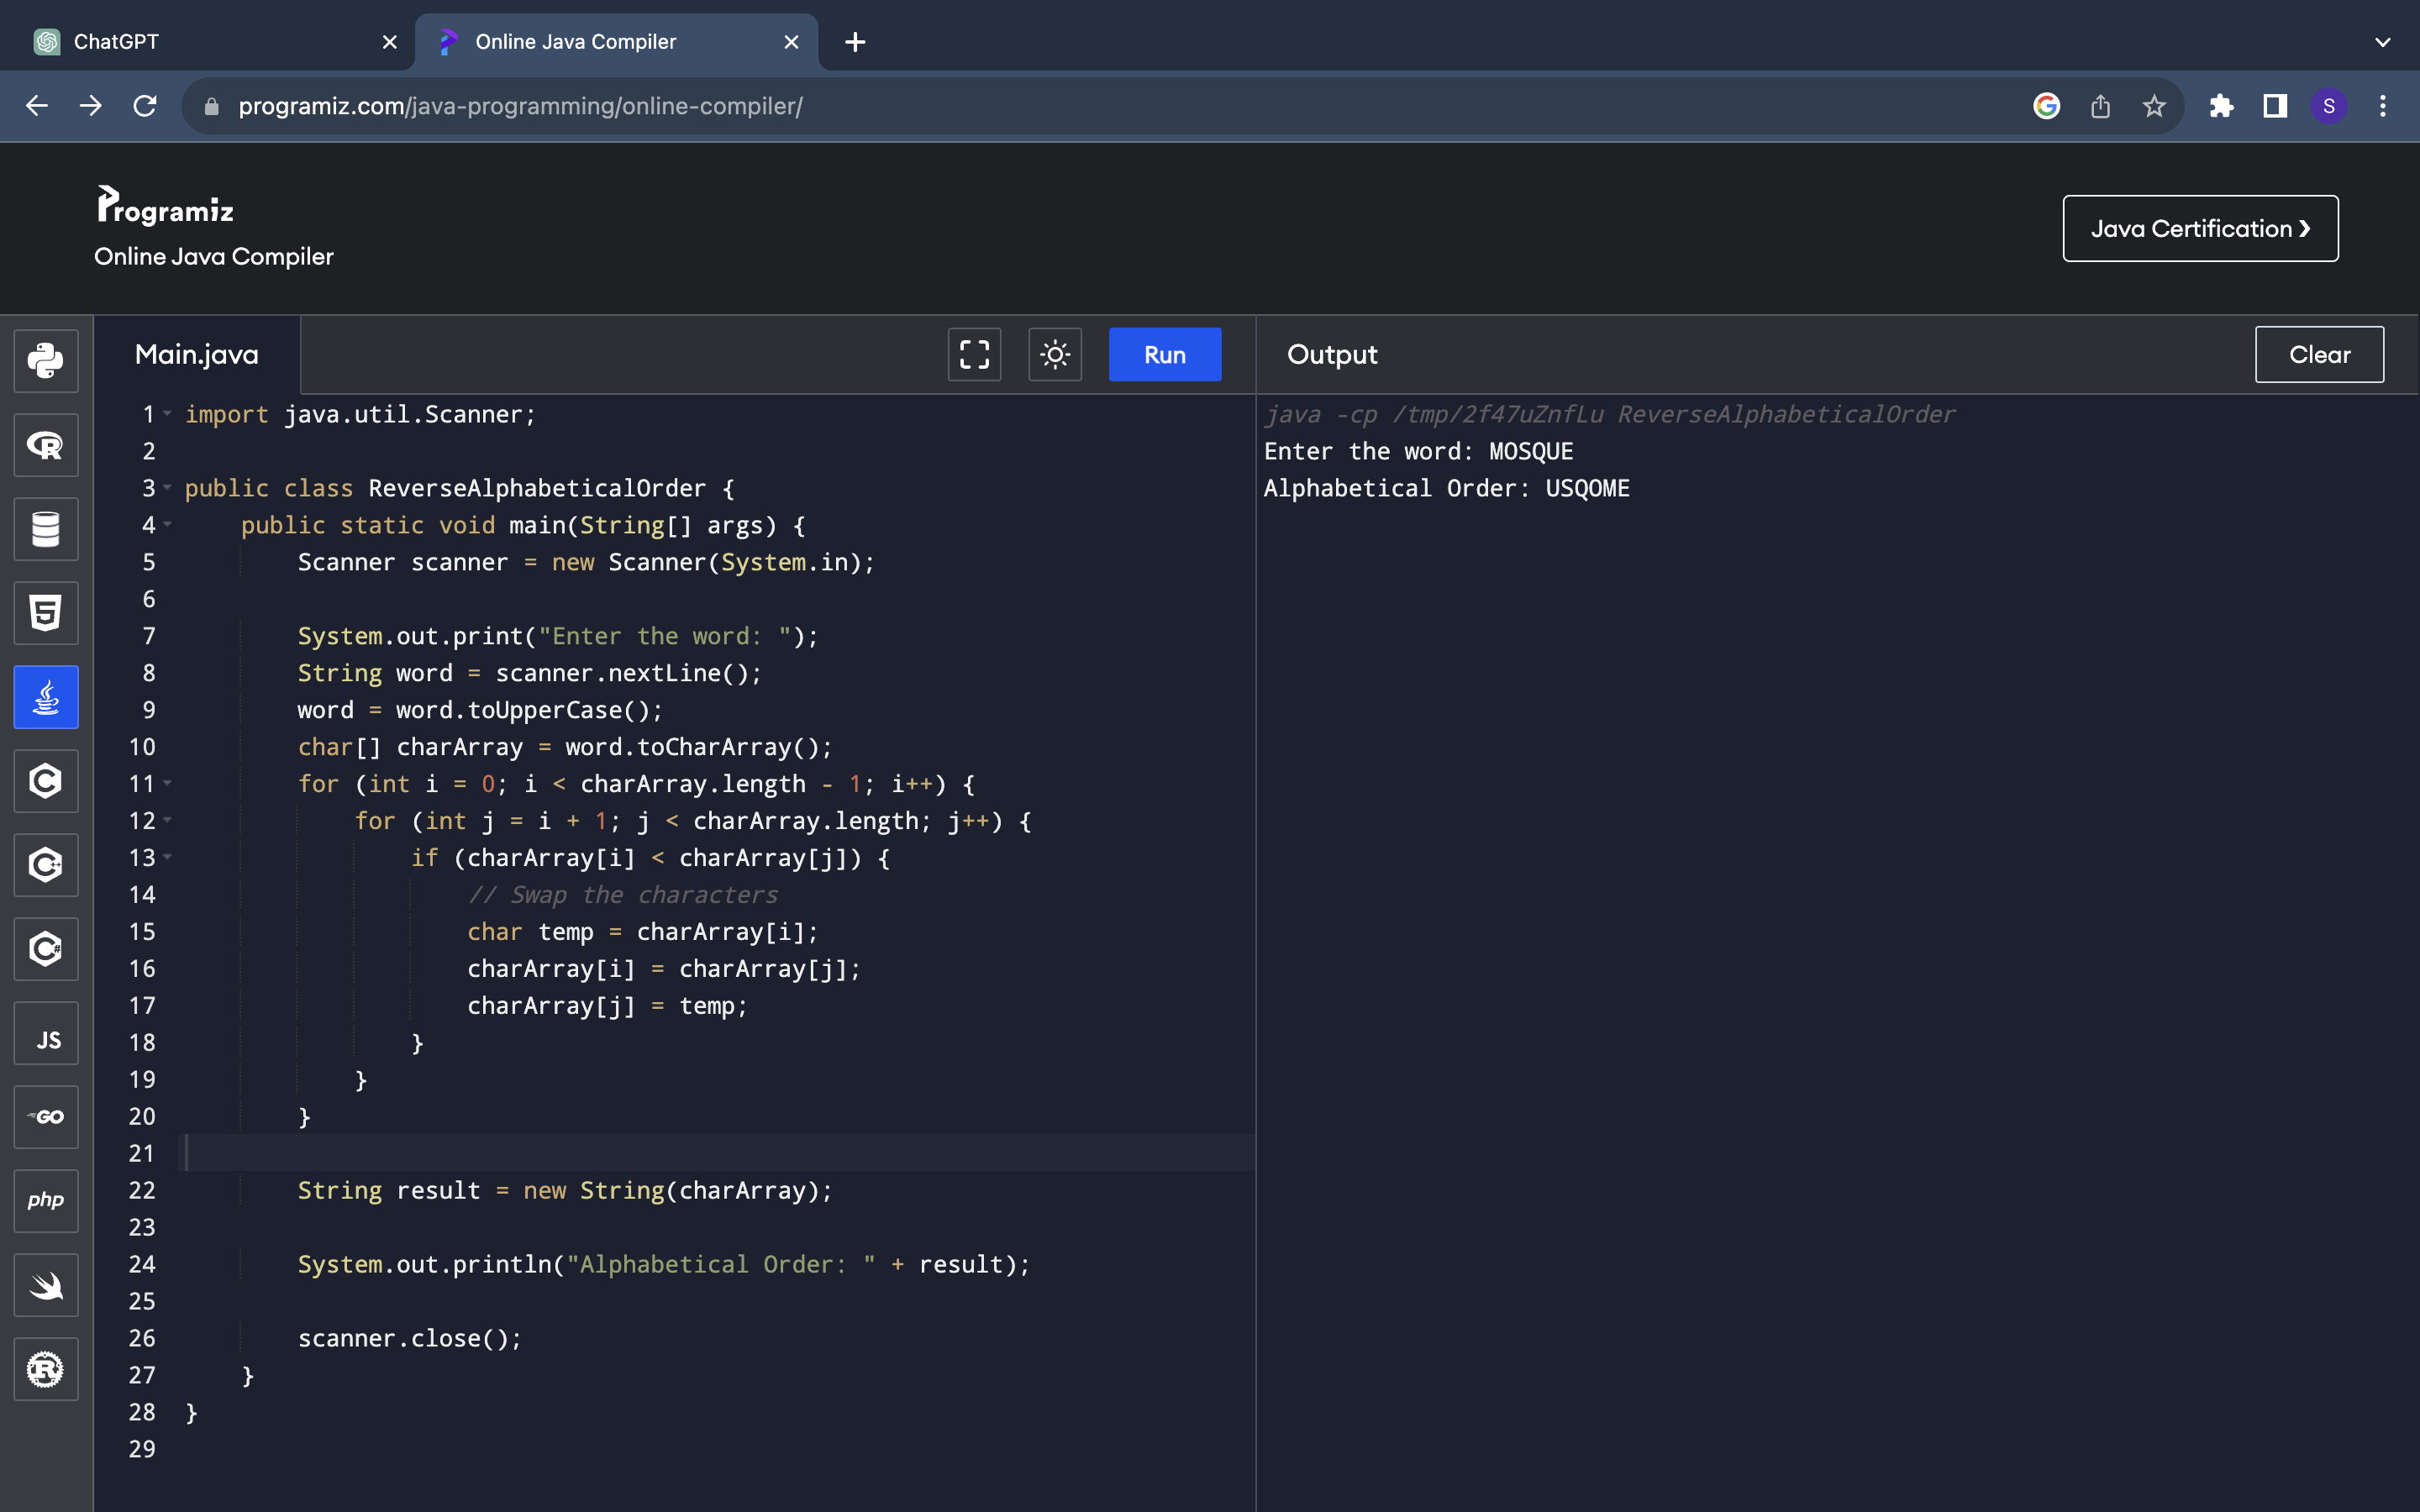 ChatGPT
Online Java Compiler
programiz.com/java-programming/online-compiler/
S
Programiz
Online Java Compiler
Java Certification ❯
Main.java
Run
Output
Clear
1 import java.util.Scanner;
2
3 public class ReverseAlphabeticalOrder {
4     public static void main(String[] args) {
5         Scanner scanner = new Scanner(System.in);
6
7         System.out.print("Enter the word: ");
8         String word = scanner.nextLine();
9         word = word.toUpperCase();
10         char[] charArray = word.toCharArray();
11         for (int i = 0; i < charArray.length - 1; i++) {
12             for (int j = i + 1; j < charArray.length; j++) {
13                 if (charArray[i] < charArray[j]) {
14                     // Swap the characters
15                     char temp = charArray[i];
16                     charArray[i] = charArray[j];
17                     charArray[j] = temp;
18                 }
19             }
20         }
21
22         String result = new String(charArray);
23
24         System.out.println("Alphabetical Order: " + result);
25
26         scanner.close();
27     }
28 }
29
java -cp /tmp/2f47uZnfLu ReverseAlphabeticalOrder
Enter the word: MOSQUE
Alphabetical Order: USQOME
R
5
C
C++
C#
JS
GO
php
R